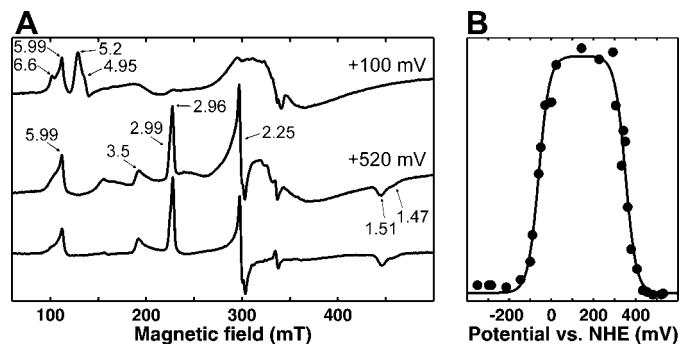 A
B
5.99
5.2
6.6
4.95
+100 mV
2.96
5.99
2.99
2.25
3.5
+520 mV
1.51
1.47
100 200 300 400
-200 0 200 400
Magnetic field (mT)
Potential vs. NHE (mV)